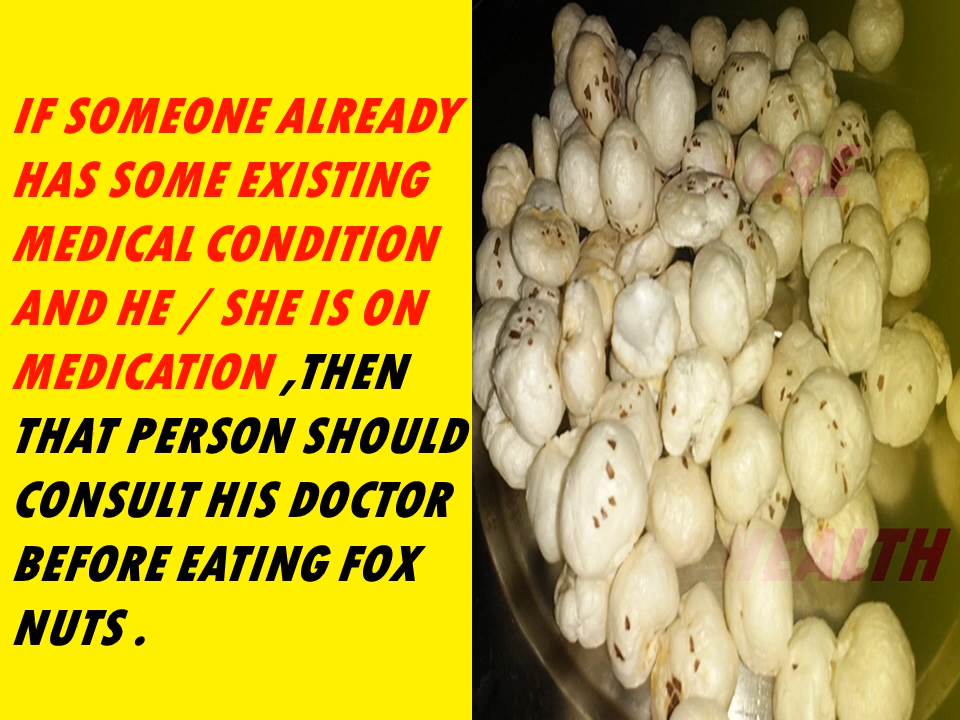 IF SOMEONE ALREADY
HAS SOME EXISTING
MEDICAL CONDITION
AND HE / SHE IS ON
MEDICATION ,THEN
THAT PERSON SHOULD
CONSULT HIS DOCTOR
BEFORE EATING FOX
NUTS .
HEALTH